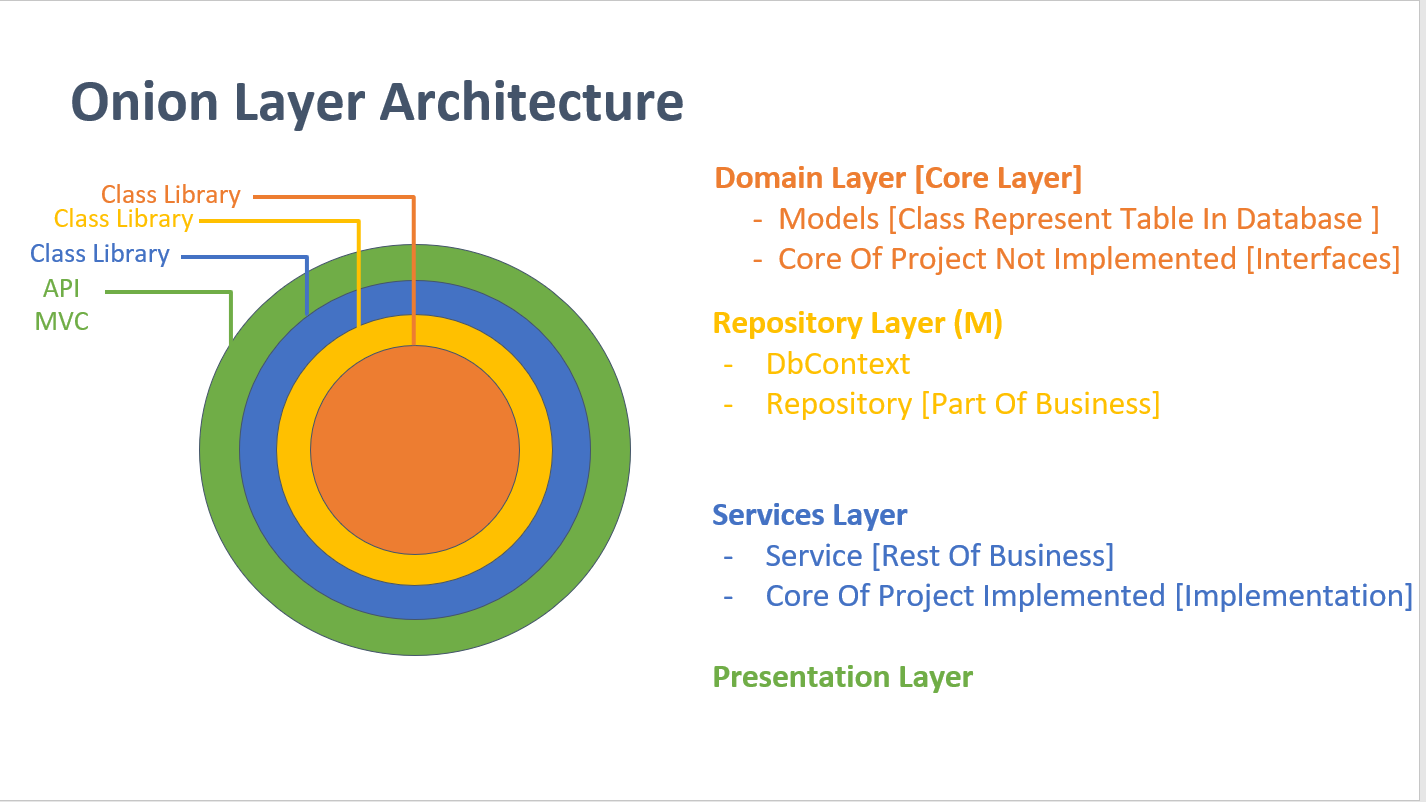 Onion Layer Architecture
Class Library
Class Library
Class Library
API
MVC
Domain Layer [Core Layer]
- Models [Class Represent Table In Database ]
- Core Of Project Not Implemented [Interfaces]
Repository Layer (M)
- DbContext
- Repository [Part Of Business]
Services Layer
- Service [Rest Of Business]
- Core Of Project Implemented [Implementation]
Presentation Layer